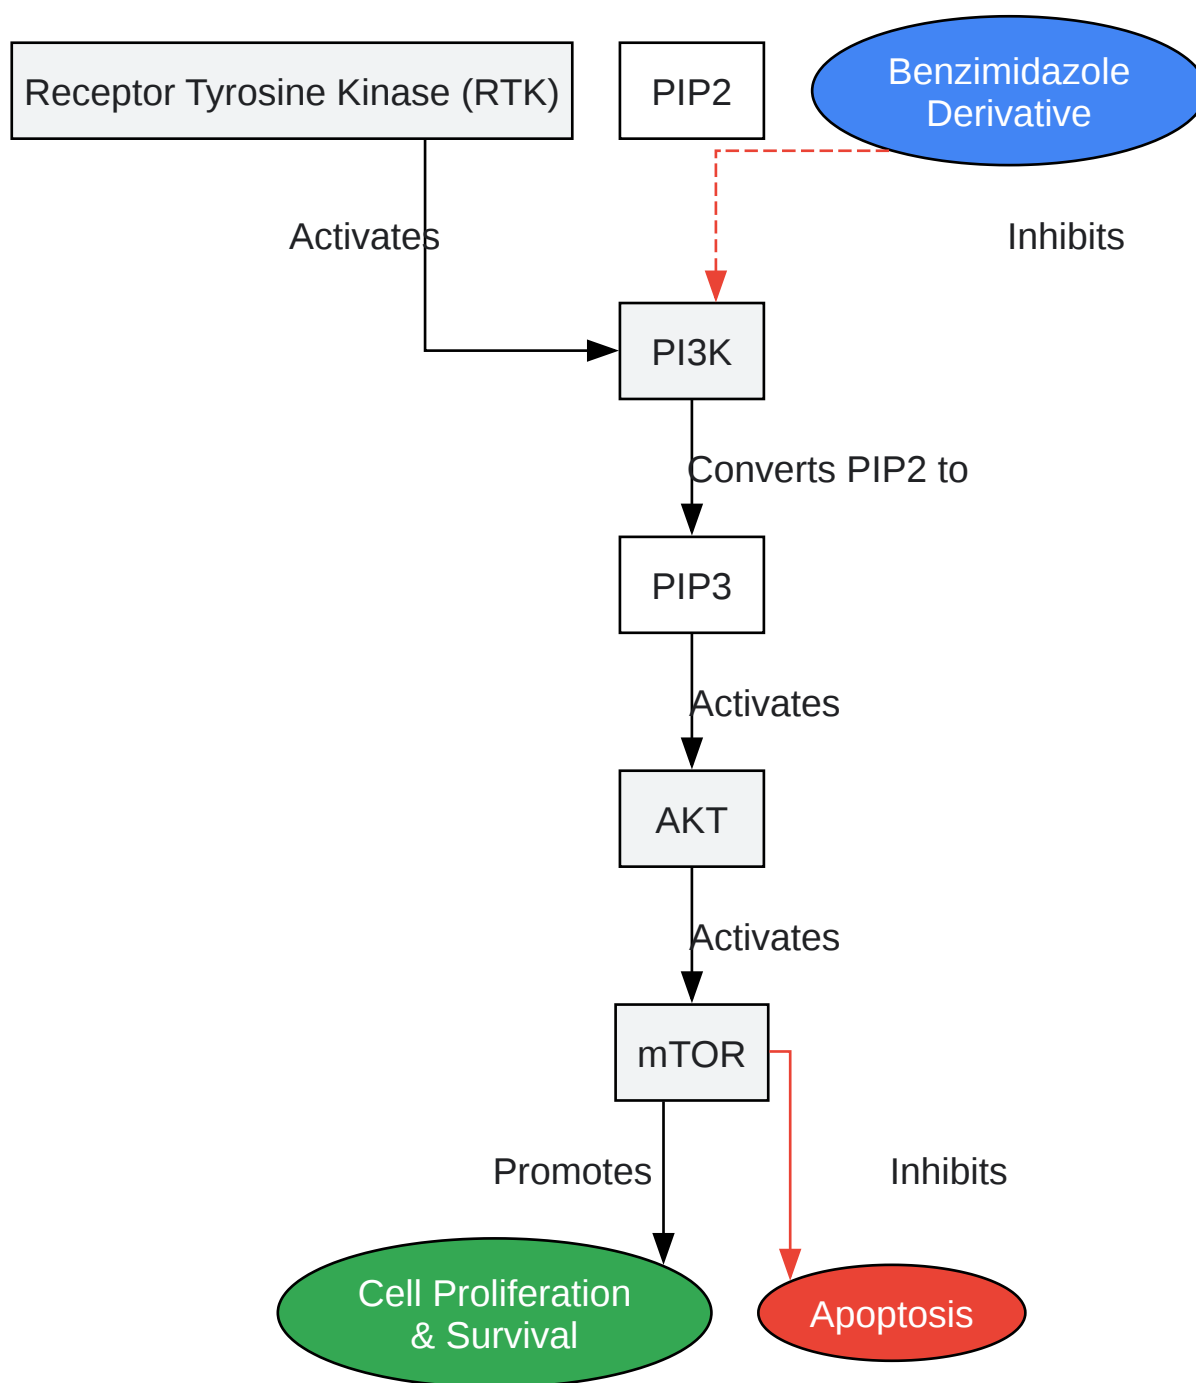 Receptor Tyrosine Kinase (RTK)
PIP2
Benzimidazole
Derivative
Activates
Inhibits
PI3K
Converts PIP2 to
PIP3
Activates
AKT
Activates
mTOR
Promotes
Inhibits
Cell Proliferation
& Survival
Apoptosis